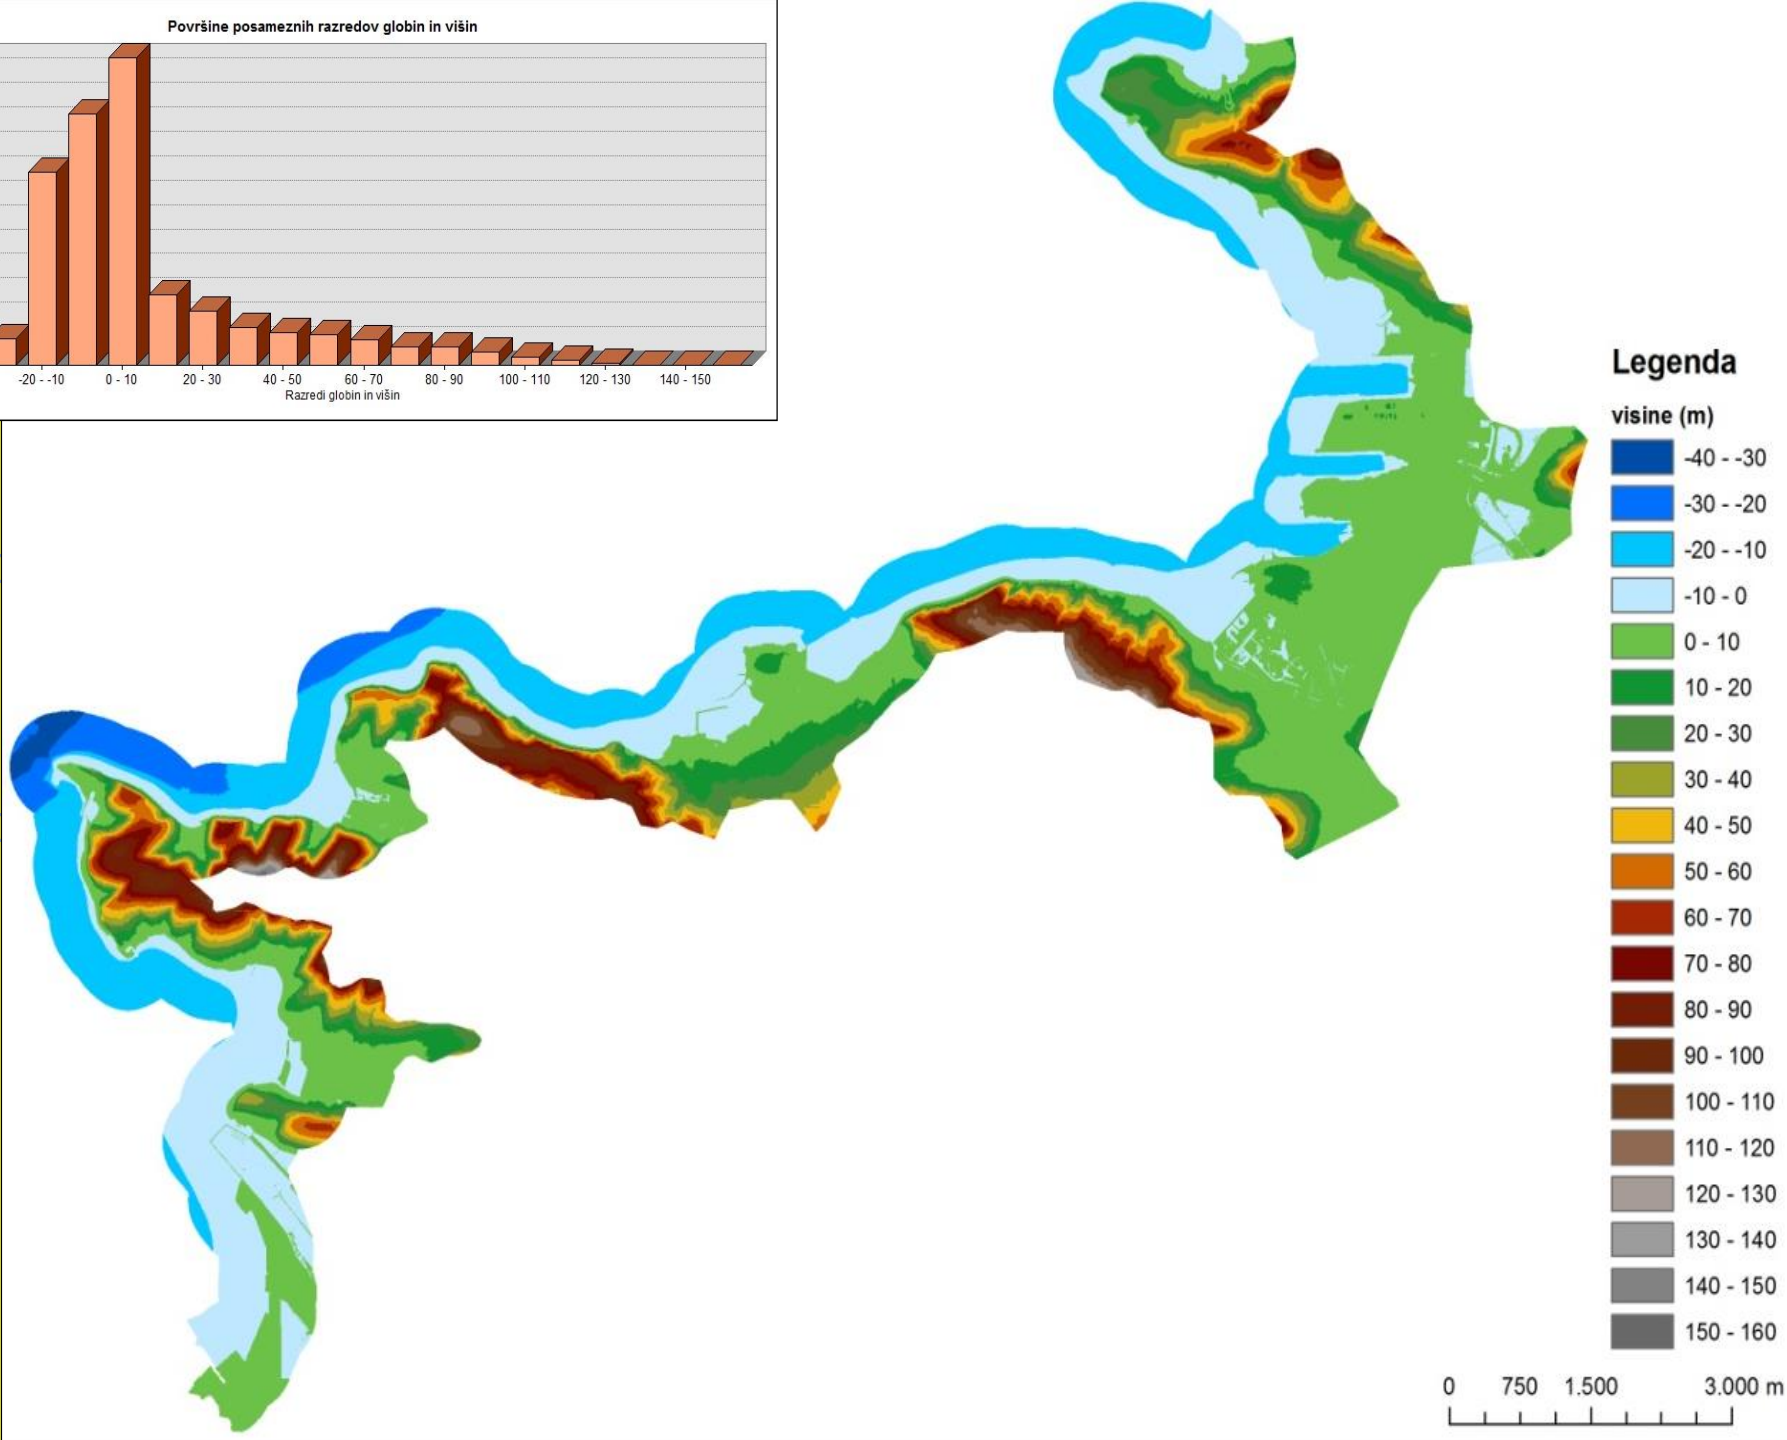 Površine posameznih razredov globin in višin
-20 - -10 0 - 10 20 - 30 40 - 50 60 - 70 80 - 90 100 - 110 120 - 130 140 - 150
Razredi globin in višin
Legenda
visine (m)
-40 - -30
-30 - -20
-20 - -10
-10 - 0
0 - 10
10 - 20
20 - 30
30 - 40
40 - 50
50 - 60
60 - 70
70 - 80
80 - 90
90 - 100
100 - 110
110 - 120
120 - 130
130 - 140
140 - 150
150 - 160
0 750 1.500 3.000 m